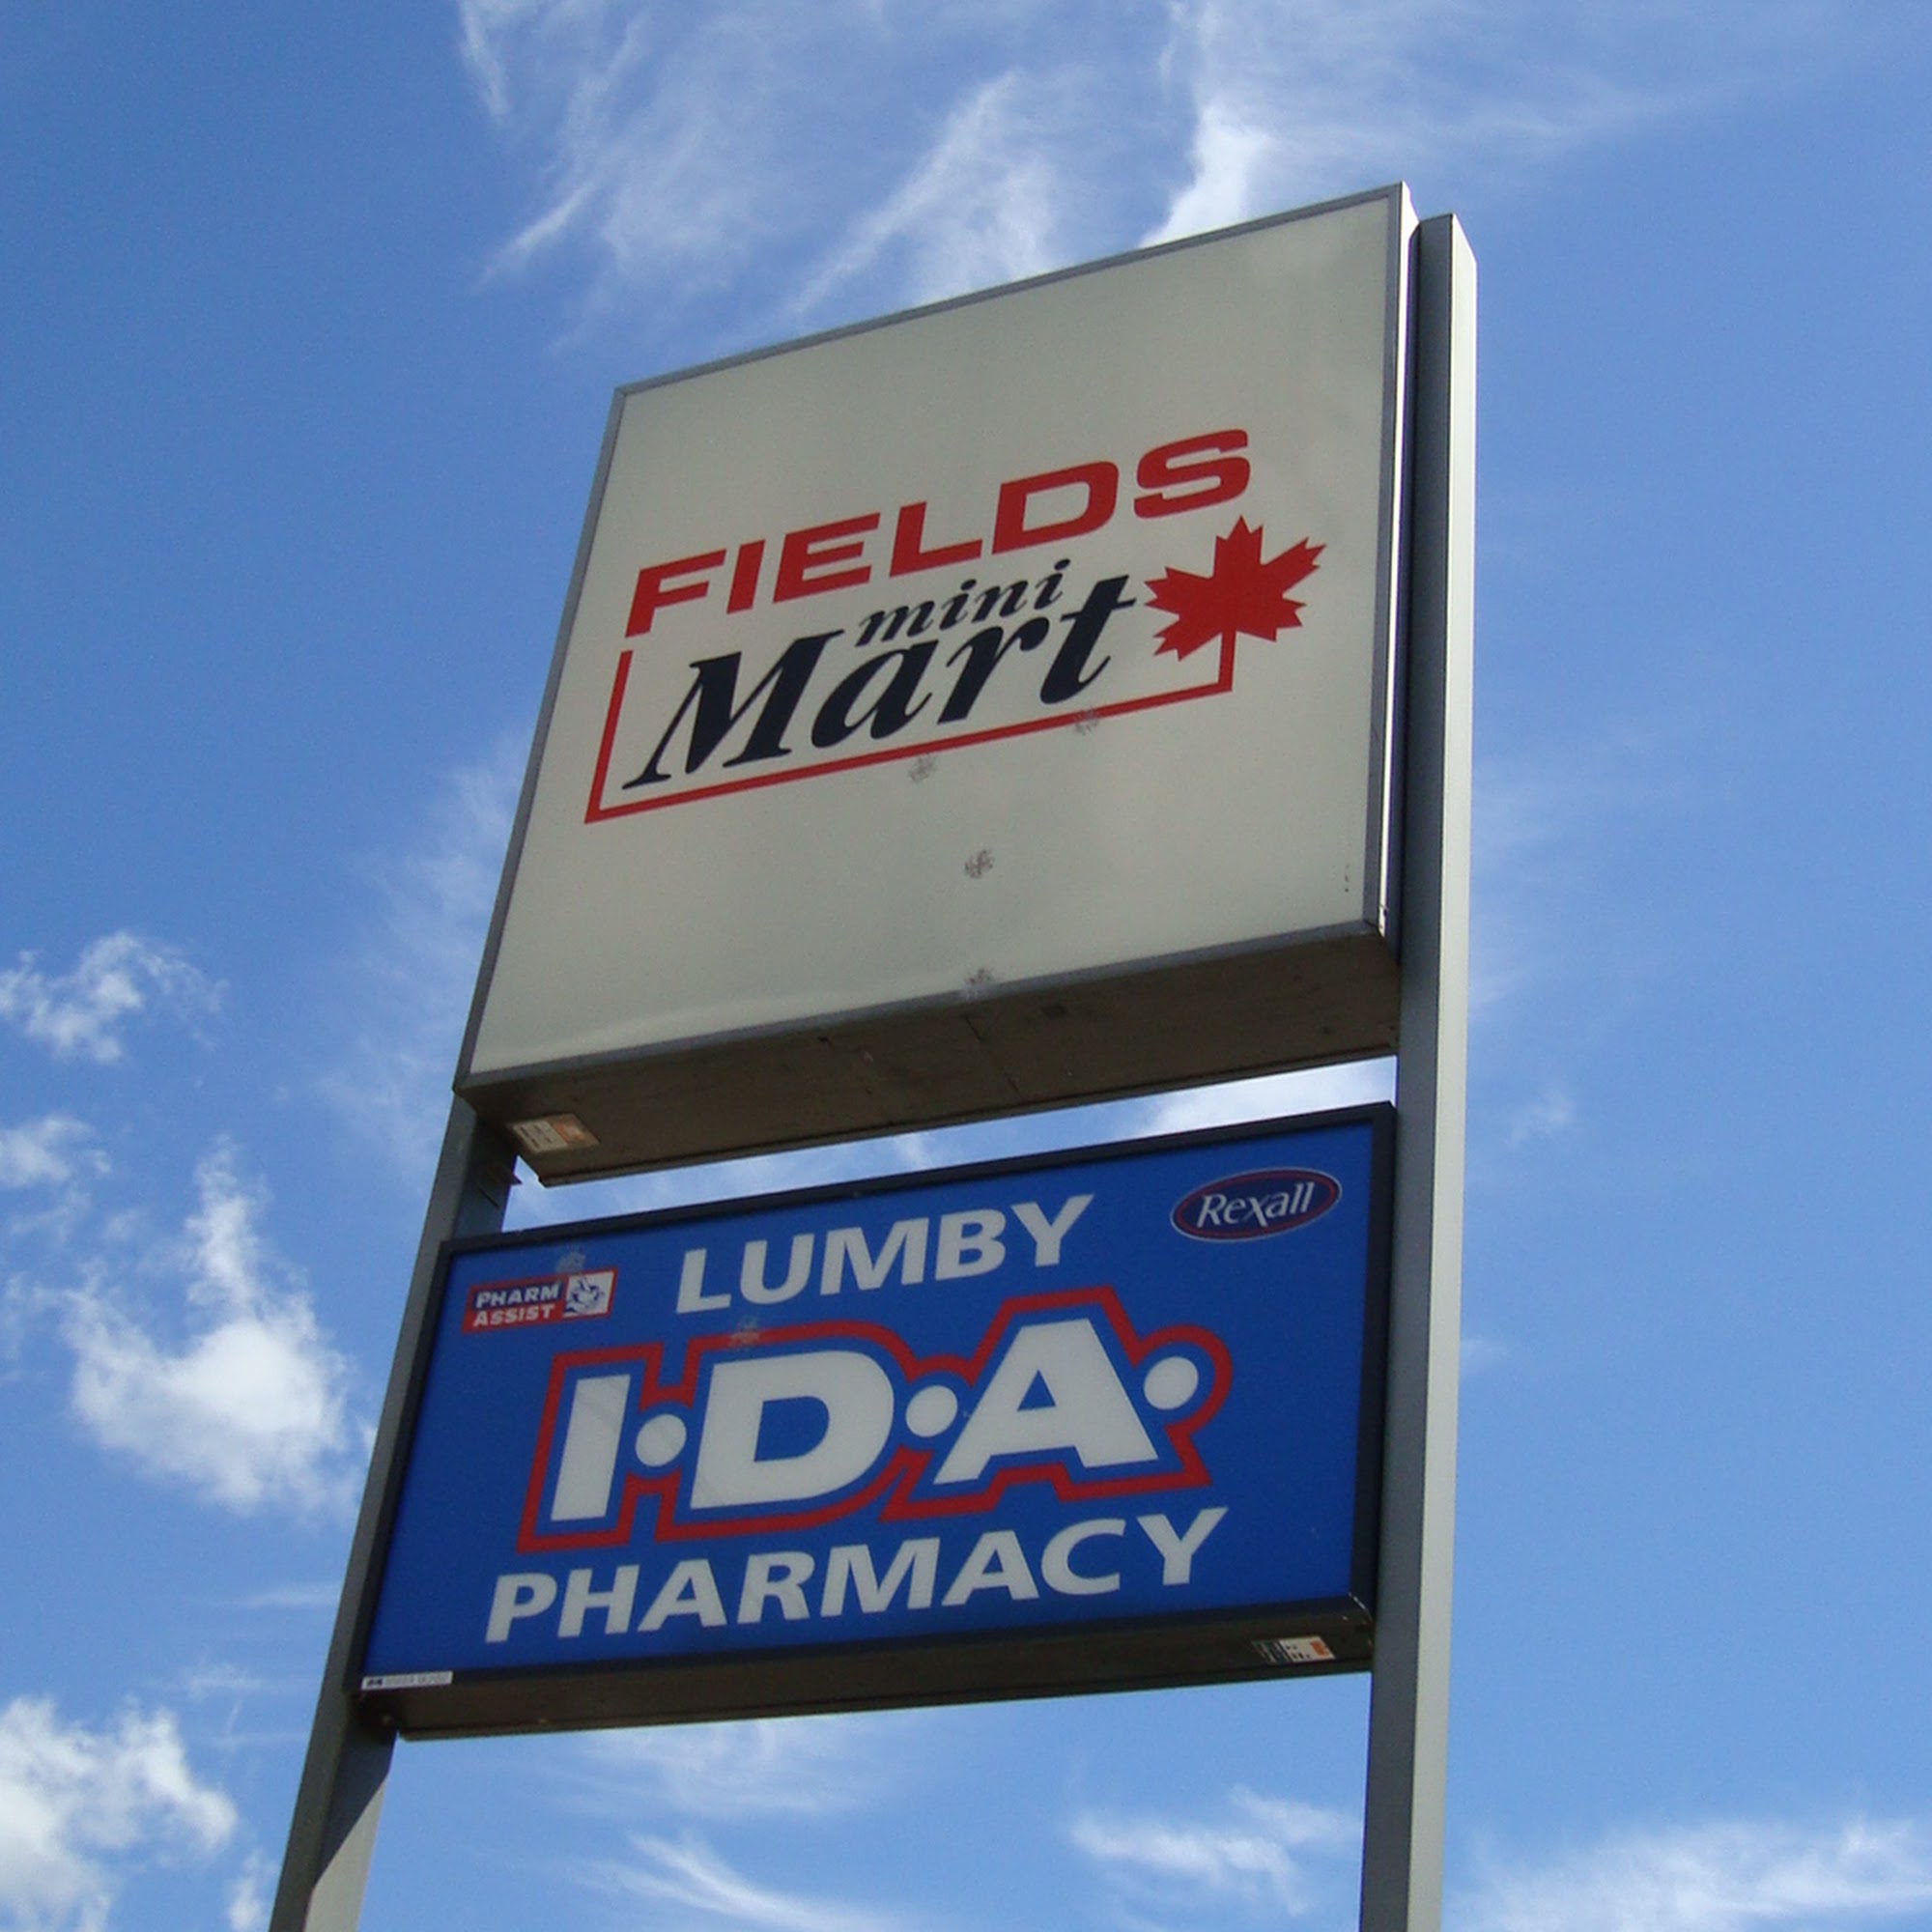 FIELDS
mini
Mart
LUMBY
Rexall
PHARM
ASSIST
I·D·A·
PHARMACY